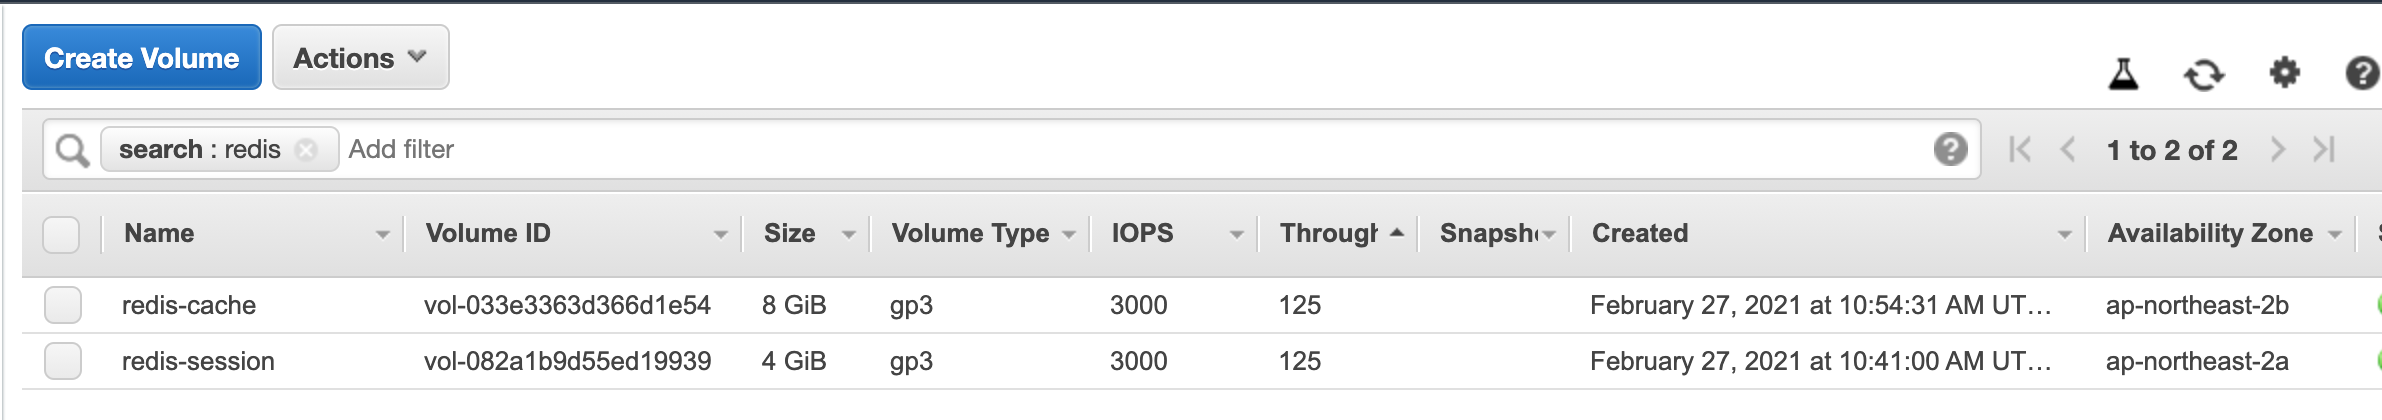 Create Volume Actions
search : redis Add filter 1 to 2 of 2
Name Volume ID Size Volume Type IOPS Through Snapsh Created Availability Zone
redis-cache vol-033e3363d366d1e54 8 GiB gp3 3000 125 February 27, 2021 at 10:54:31 AM UT... ap-northeast-2b
redis-session vol-082a1b9d55ed19939 4 GiB gp3 3000 125 February 27, 2021 at 10:41:00 AM UT... ap-northeast-2a